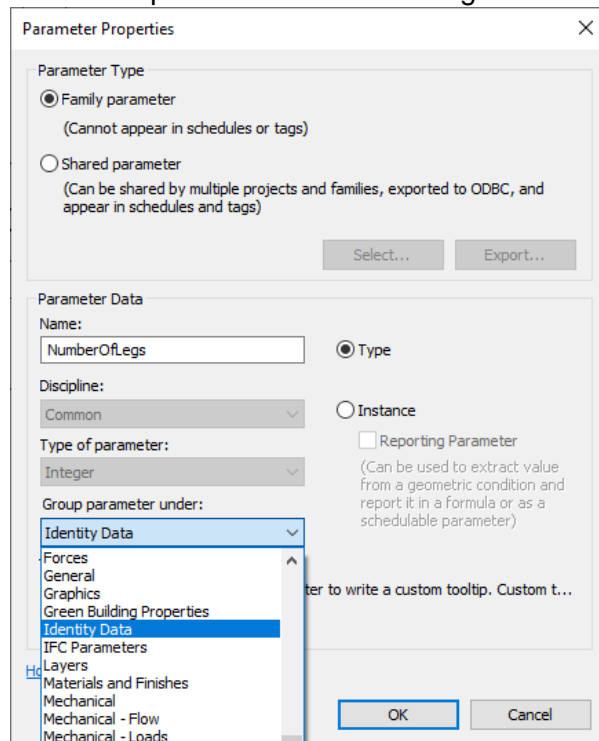 Parameter Properties
Parameter Type
Family parameter
(Cannot appear in schedules or tags)
Shared parameter
(Can be shared by multiple projects and families, exported to ODBC, and
appear in schedules and tags)
Select...
Export...
Parameter Data
Name:
NumberOfLegs
Type
Discipline:
Common
Instance
Type of parameter:
Reporting Parameter
Integer
(Can be used to extract value
from a geometric condition and
report it in a formula or as a
schedulable parameter)
Group parameter under:
Identity Data
Forces
General
Graphics
ter to write a custom tooltip. Custom t...
Green Building Properties
Identity Data
IFC Parameters
Layers
Materials and Finishes
Mechanical
Mechanical - Flow
Mechanical - Loads
OK
Cancel